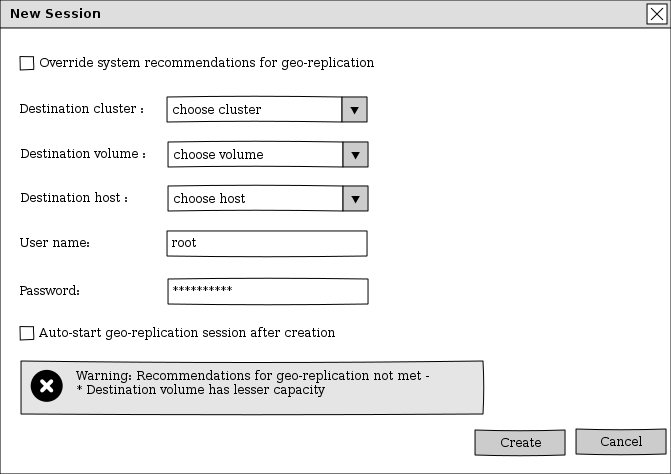 New Session
Override system recommendations for geo-replication
Destination cluster : choose cluster
Destination volume : choose volume
Destination host : choose host
User name: root
Password: **********
Auto-start geo-replication session after creation
Warning: Recommendations for geo-replication not met -
* Destination volume has lesser capacity
Create Cancel